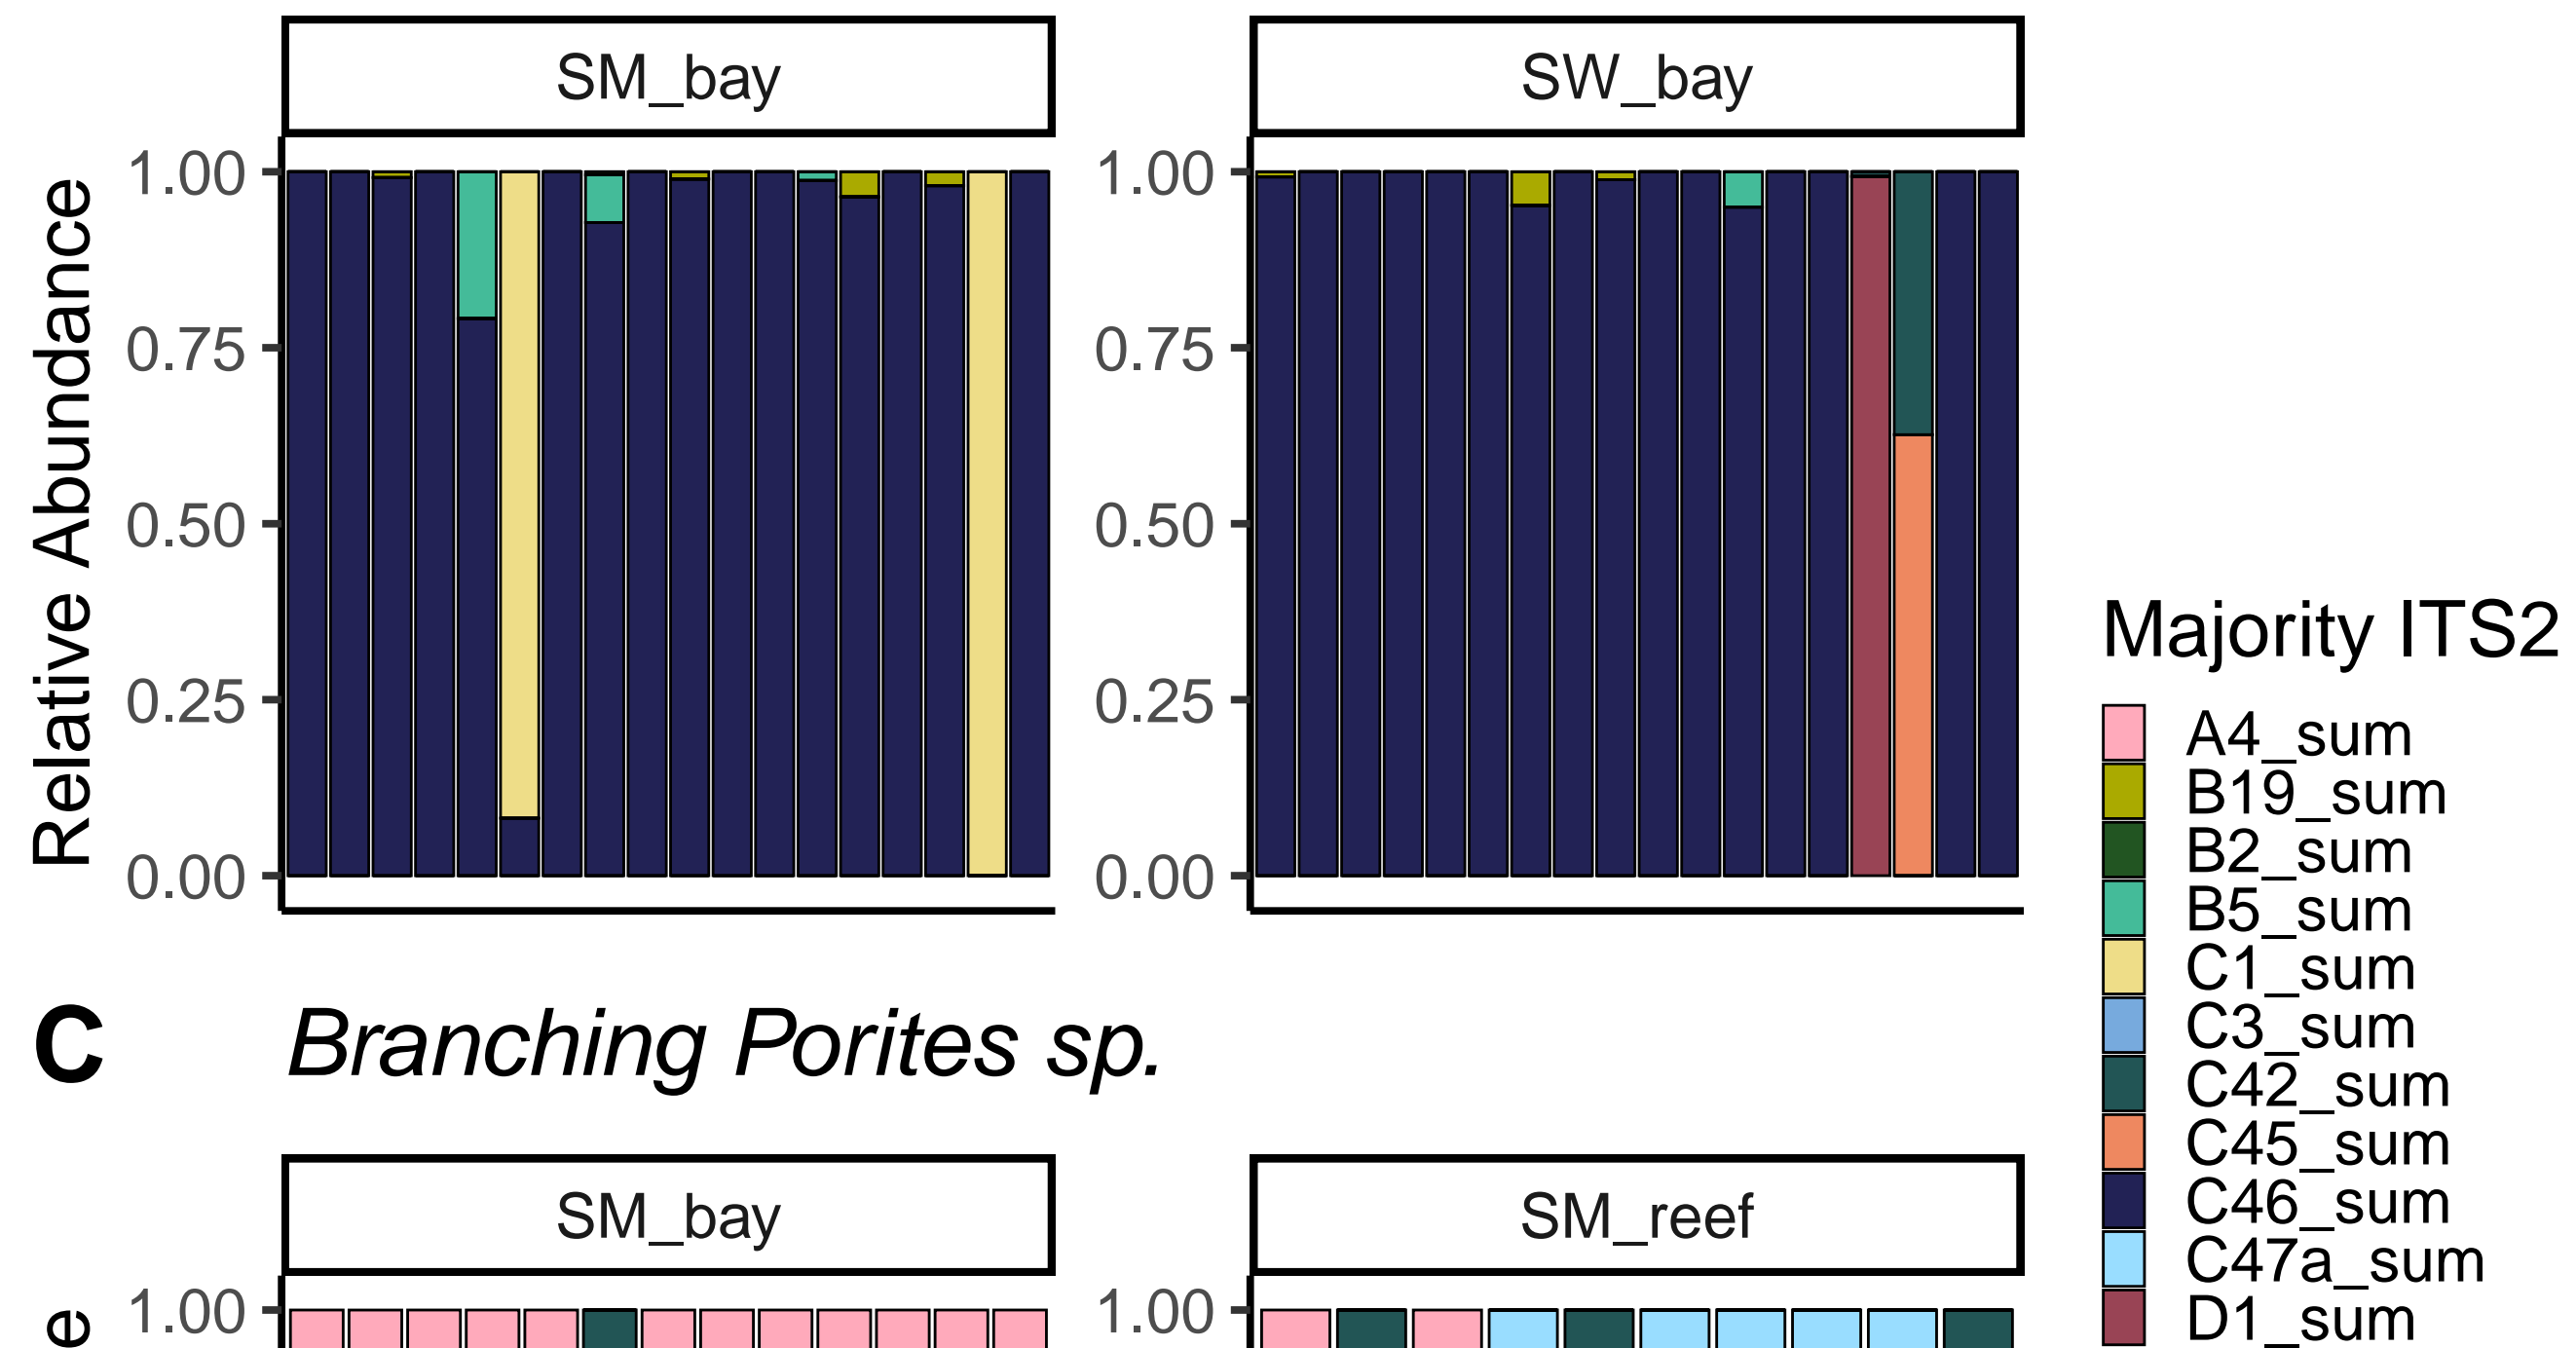 SM_bay
SW_bay
Relative Abundance
1.00
0.75
0.50
0.25
0.00
1.00
0.75
0.50
0.25
0.00
Majority ITS2
A4_sum
B19_sum
B2_sum
B5_sum
C1_sum
C3_sum
C42_sum
C45_sum
C46_sum
C47a_sum
D1_sum
C Branching Porites sp.
SM_bay
SM_reef
e
1.00
1.00